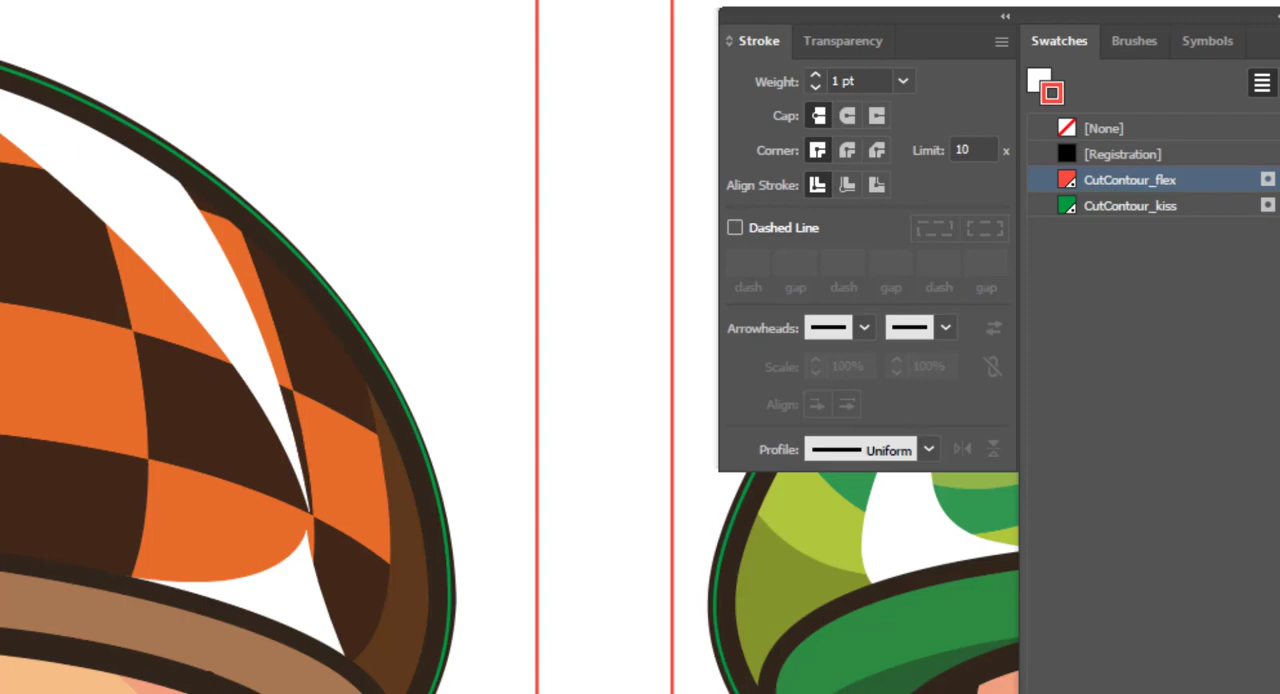 Stroke Transparency
Weight: 1 pt
Cap:
Corner: Limit: 10 x
Align Stroke:
Dashed Line
dash gap dash gap dash gap
Arrowheads:
Scale: 100% 100%
Align:
Profile: Uniform
Swatches Brushes Symbols
[None]
[Registration]
CutContour_flex
CutContour_kiss